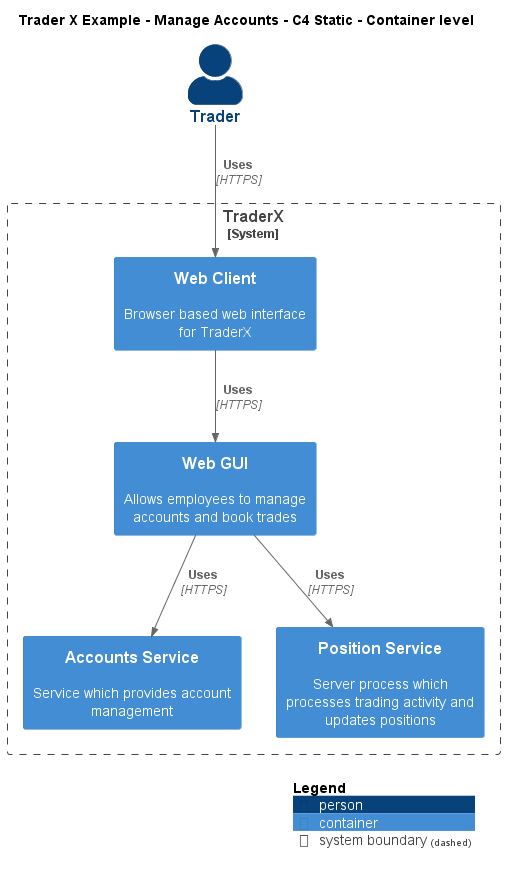 Trader X Example - Manage Accounts - C4 Static - Container level
Trader
Uses
[HTTPS]
TraderX
[System]
Web Client
Browser based web interface
for TraderX
Uses
[HTTPS]
Web GUI
Allows employees to manage
accounts and book trades
Uses
[HTTPS]
Uses
[HTTPS]
Accounts Service
Service which provides account
management
Position Service
Server process which
processes trading activity and
updates positions
Legend
person
container
system boundary (dashed)